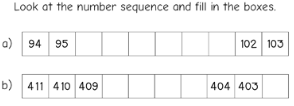 Look at the number sequence and fill in the boxes.
a) 94 95 102 103
b) 411 410 409 404 403